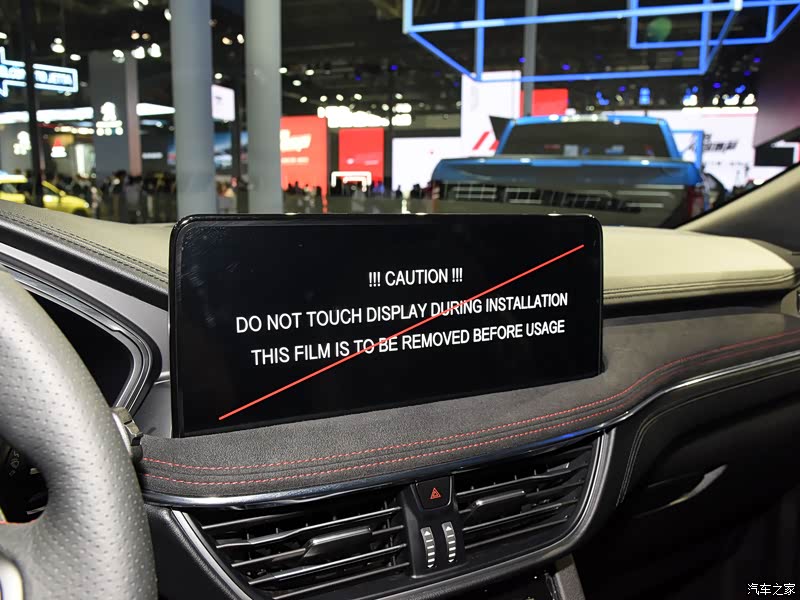 !!! CAUTION !!!
DO NOT TOUCH DISPLAY DURING INSTALLATION
THIS FILM IS TO BE REMOVED BEFORE USAGE
汽车之家